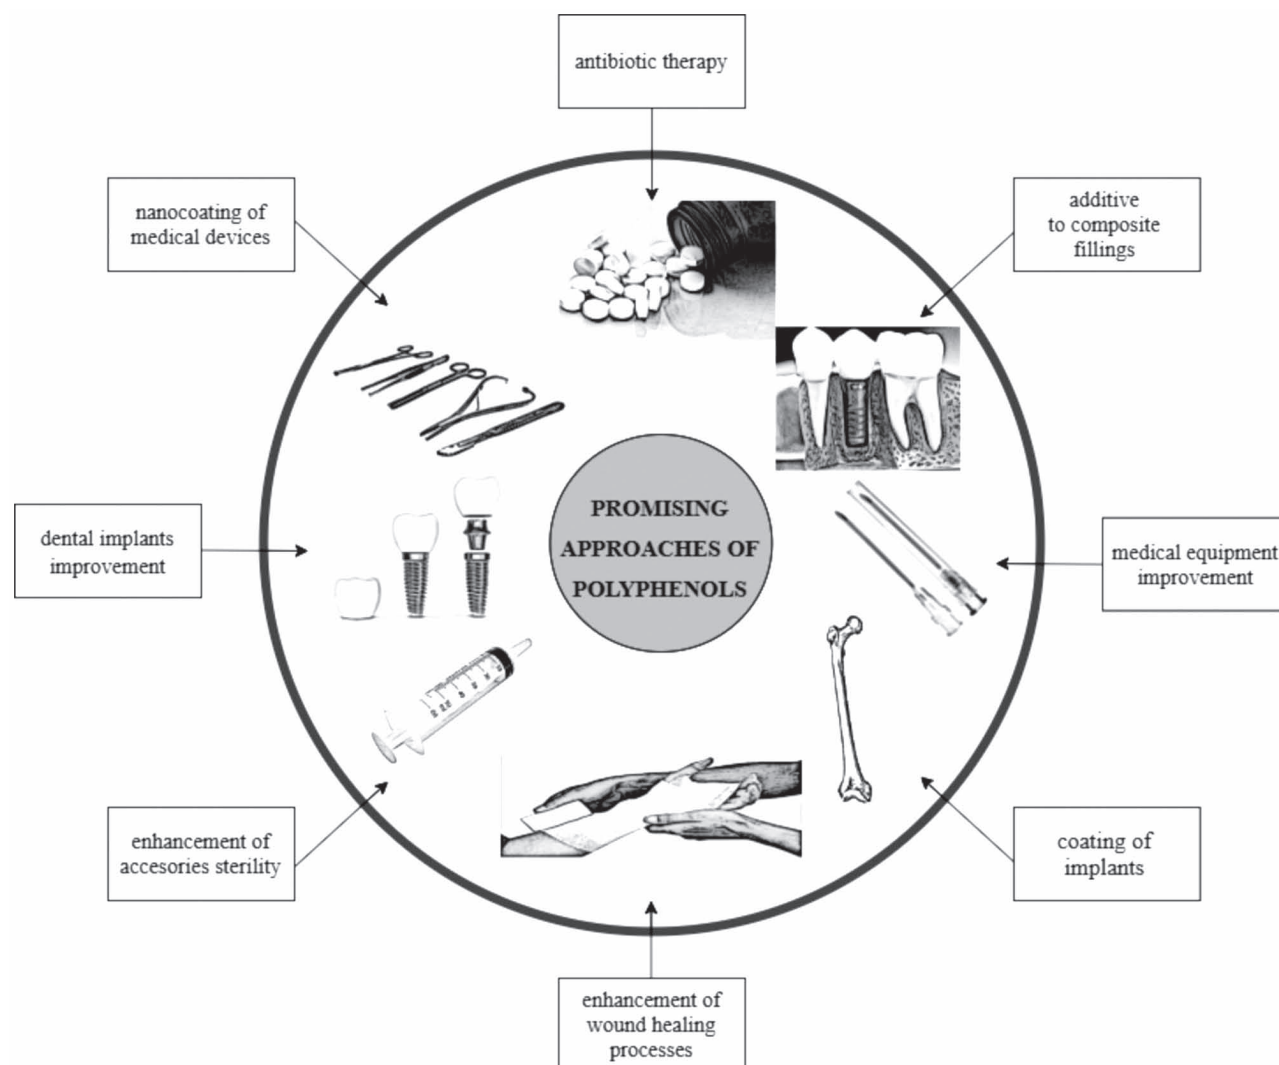 antibiotic therapy
nanocoating of
medical devices
additive
to composite
fillings
dental implants
improvement
PROMISING
APPROACHES OF
POLYPHENOLS
medical equipment
improvement
enhancement of
accesories sterility
coating of
implants
enhancement of
wound healing
processes